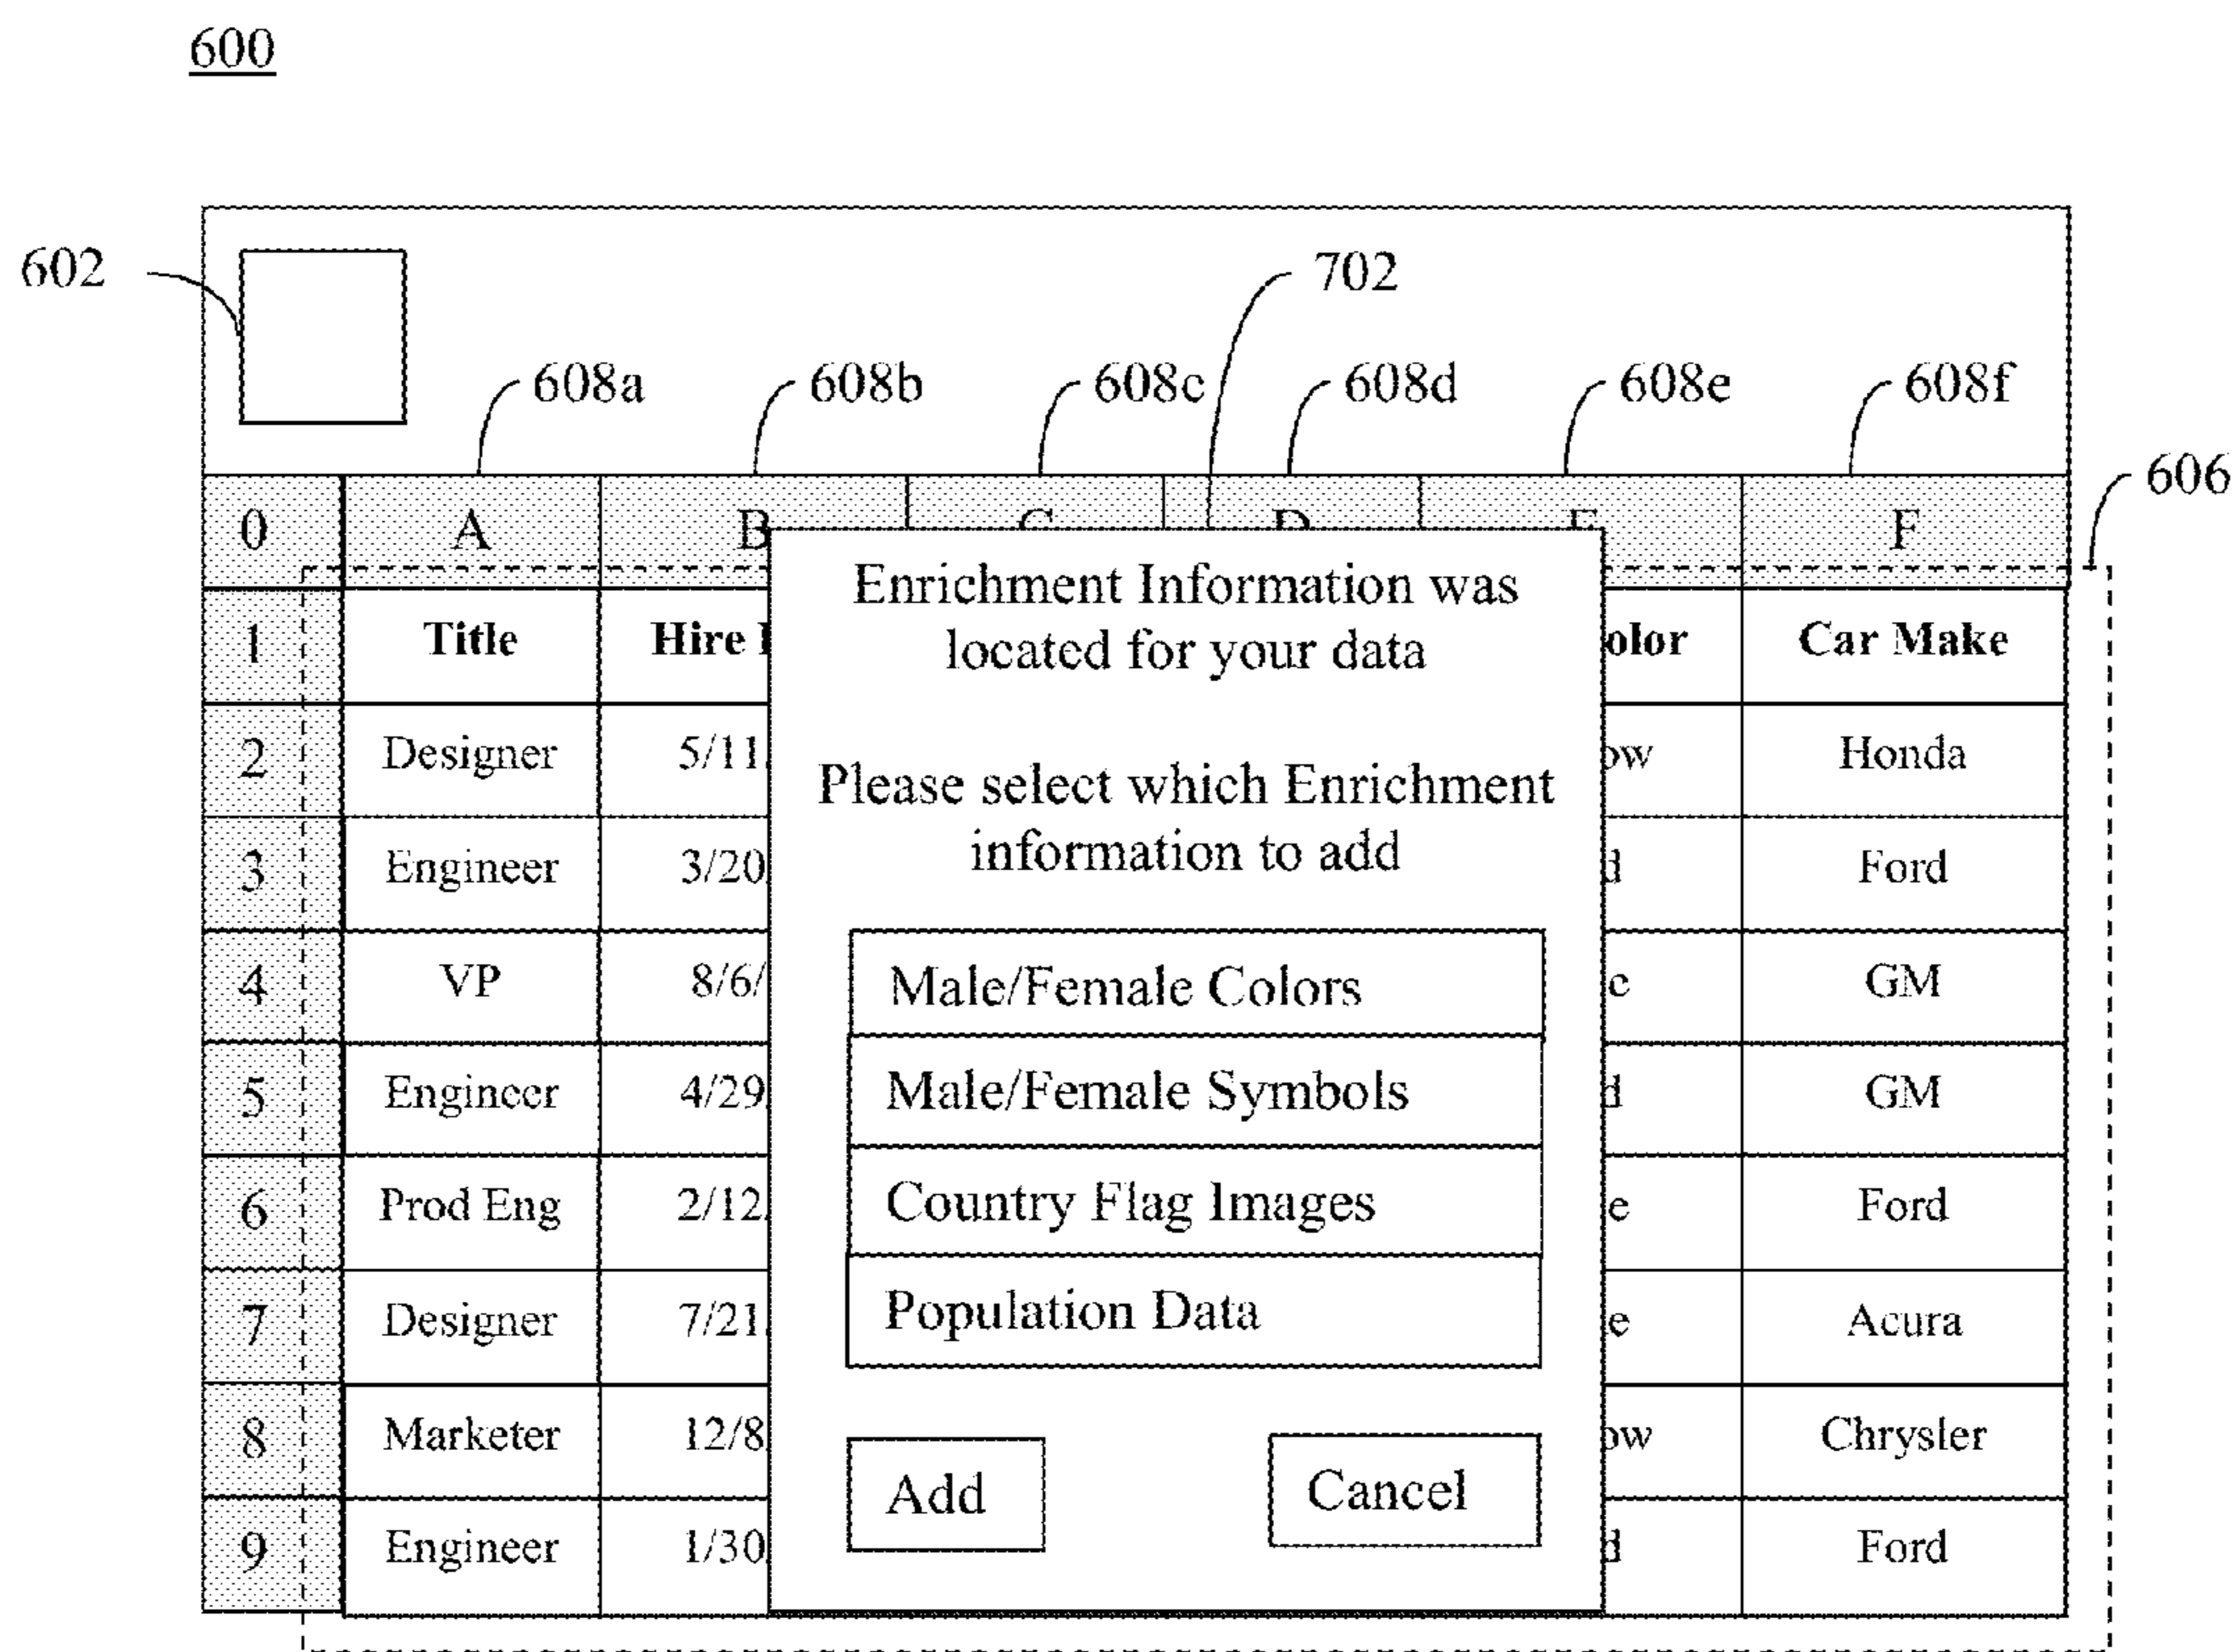 600
602
702
608a 608b 608c 608d 608e 608f
606
0 A B C D E F
Enrichment Information was
located for your data
Please select which Enrichment
information to add
Male/Female Colors
Male/Female Symbols
Country Flag Images
Population Data
Add Cancel
1 Title Hire olor Car Make
2 Designer 5/11 ow Honda
3 Engineer 3/20 d Ford
4 VP 8/6/ e GM
5 Engineer 4/29 d GM
6 Prod Eng 2/12 e Ford
7 Designer 7/21 e Acura
8 Marketer 12/8 ow Chrysler
9 Engineer 1/30 d Ford